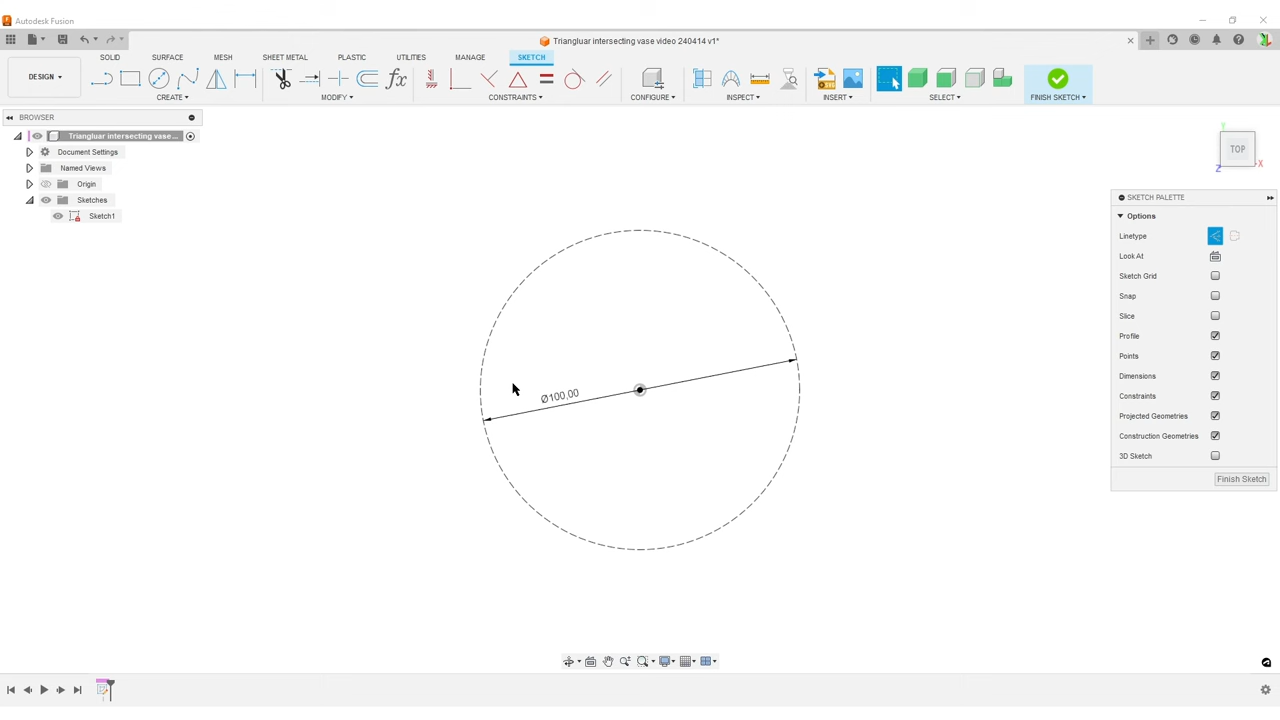 Autodesk Fusion
Triangluar intersecting vase video 240414 v1*
DESIGN
SOLID SURFACE MESH SHEET METAL PLASTIC UTILITIES MANAGE SKETCH
fx
CREATE MODIFY CONSTRAINTS CONFIGURE INSPECT INSERT SELECT FINISH SKETCH
BROWSER
Triangluar intersecting vase...
Document Settings
Named Views
Origin
Sketches
Sketch1
Y
TOP
X
Z
SKETCH PALETTE
Options
Linetype
Look At
Sketch Grid
Snap
Slice
Profile
Points
Dimensions
Constraints
Projected Geometries
Construction Geometries
3D Sketch
Finish Sketch
Ø100,00